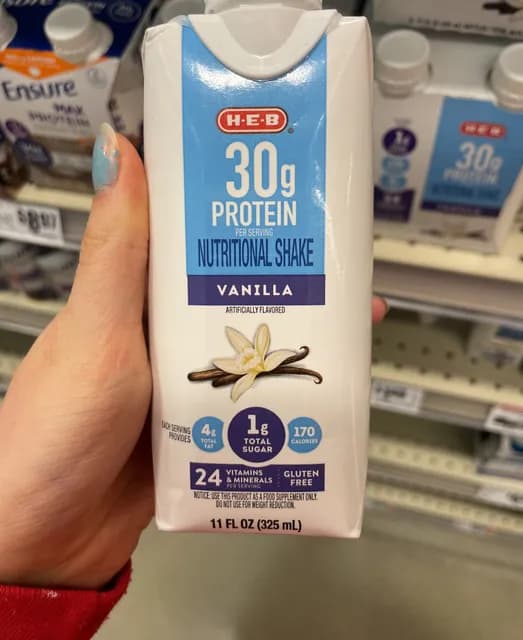 H-E-B
30g
PROTEIN
PER SERVING
NUTRITIONAL SHAKE
VANILLA
ARTIFICIALLY FLAVORED
EACH SERVING
PROVIDES
4g
TOTAL
FAT
1g
TOTAL
SUGAR
170
CALORIES
24 VITAMINS
& MINERALS
PER SERVING
GLUTEN
FREE
NOTICE: USE THIS PRODUCT AS A FOOD SUPPLEMENT ONLY.
DO NOT USE FOR WEIGHT REDUCTION.
11 FL OZ (325 mL)
Ensure
MAX
PROTEIN
H-E-B
30g
PROTEIN
NUTRITIONAL SHAKE